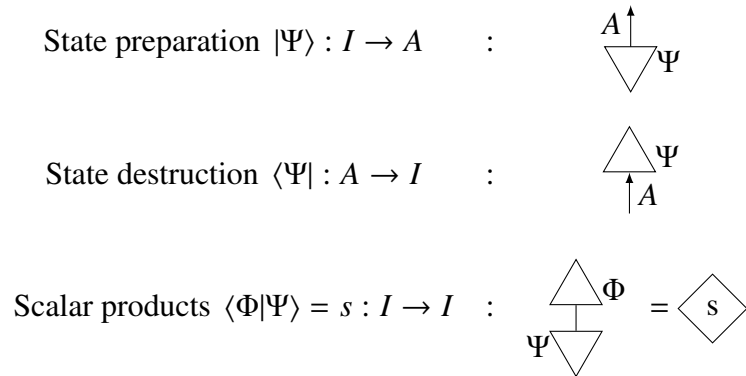 State preparation |Ψ⟩ : I → A : A Ψ
State destruction ⟨Ψ| : A → I : Ψ A
Scalar products ⟨Φ|Ψ⟩ = s : I → I : Φ Ψ = s